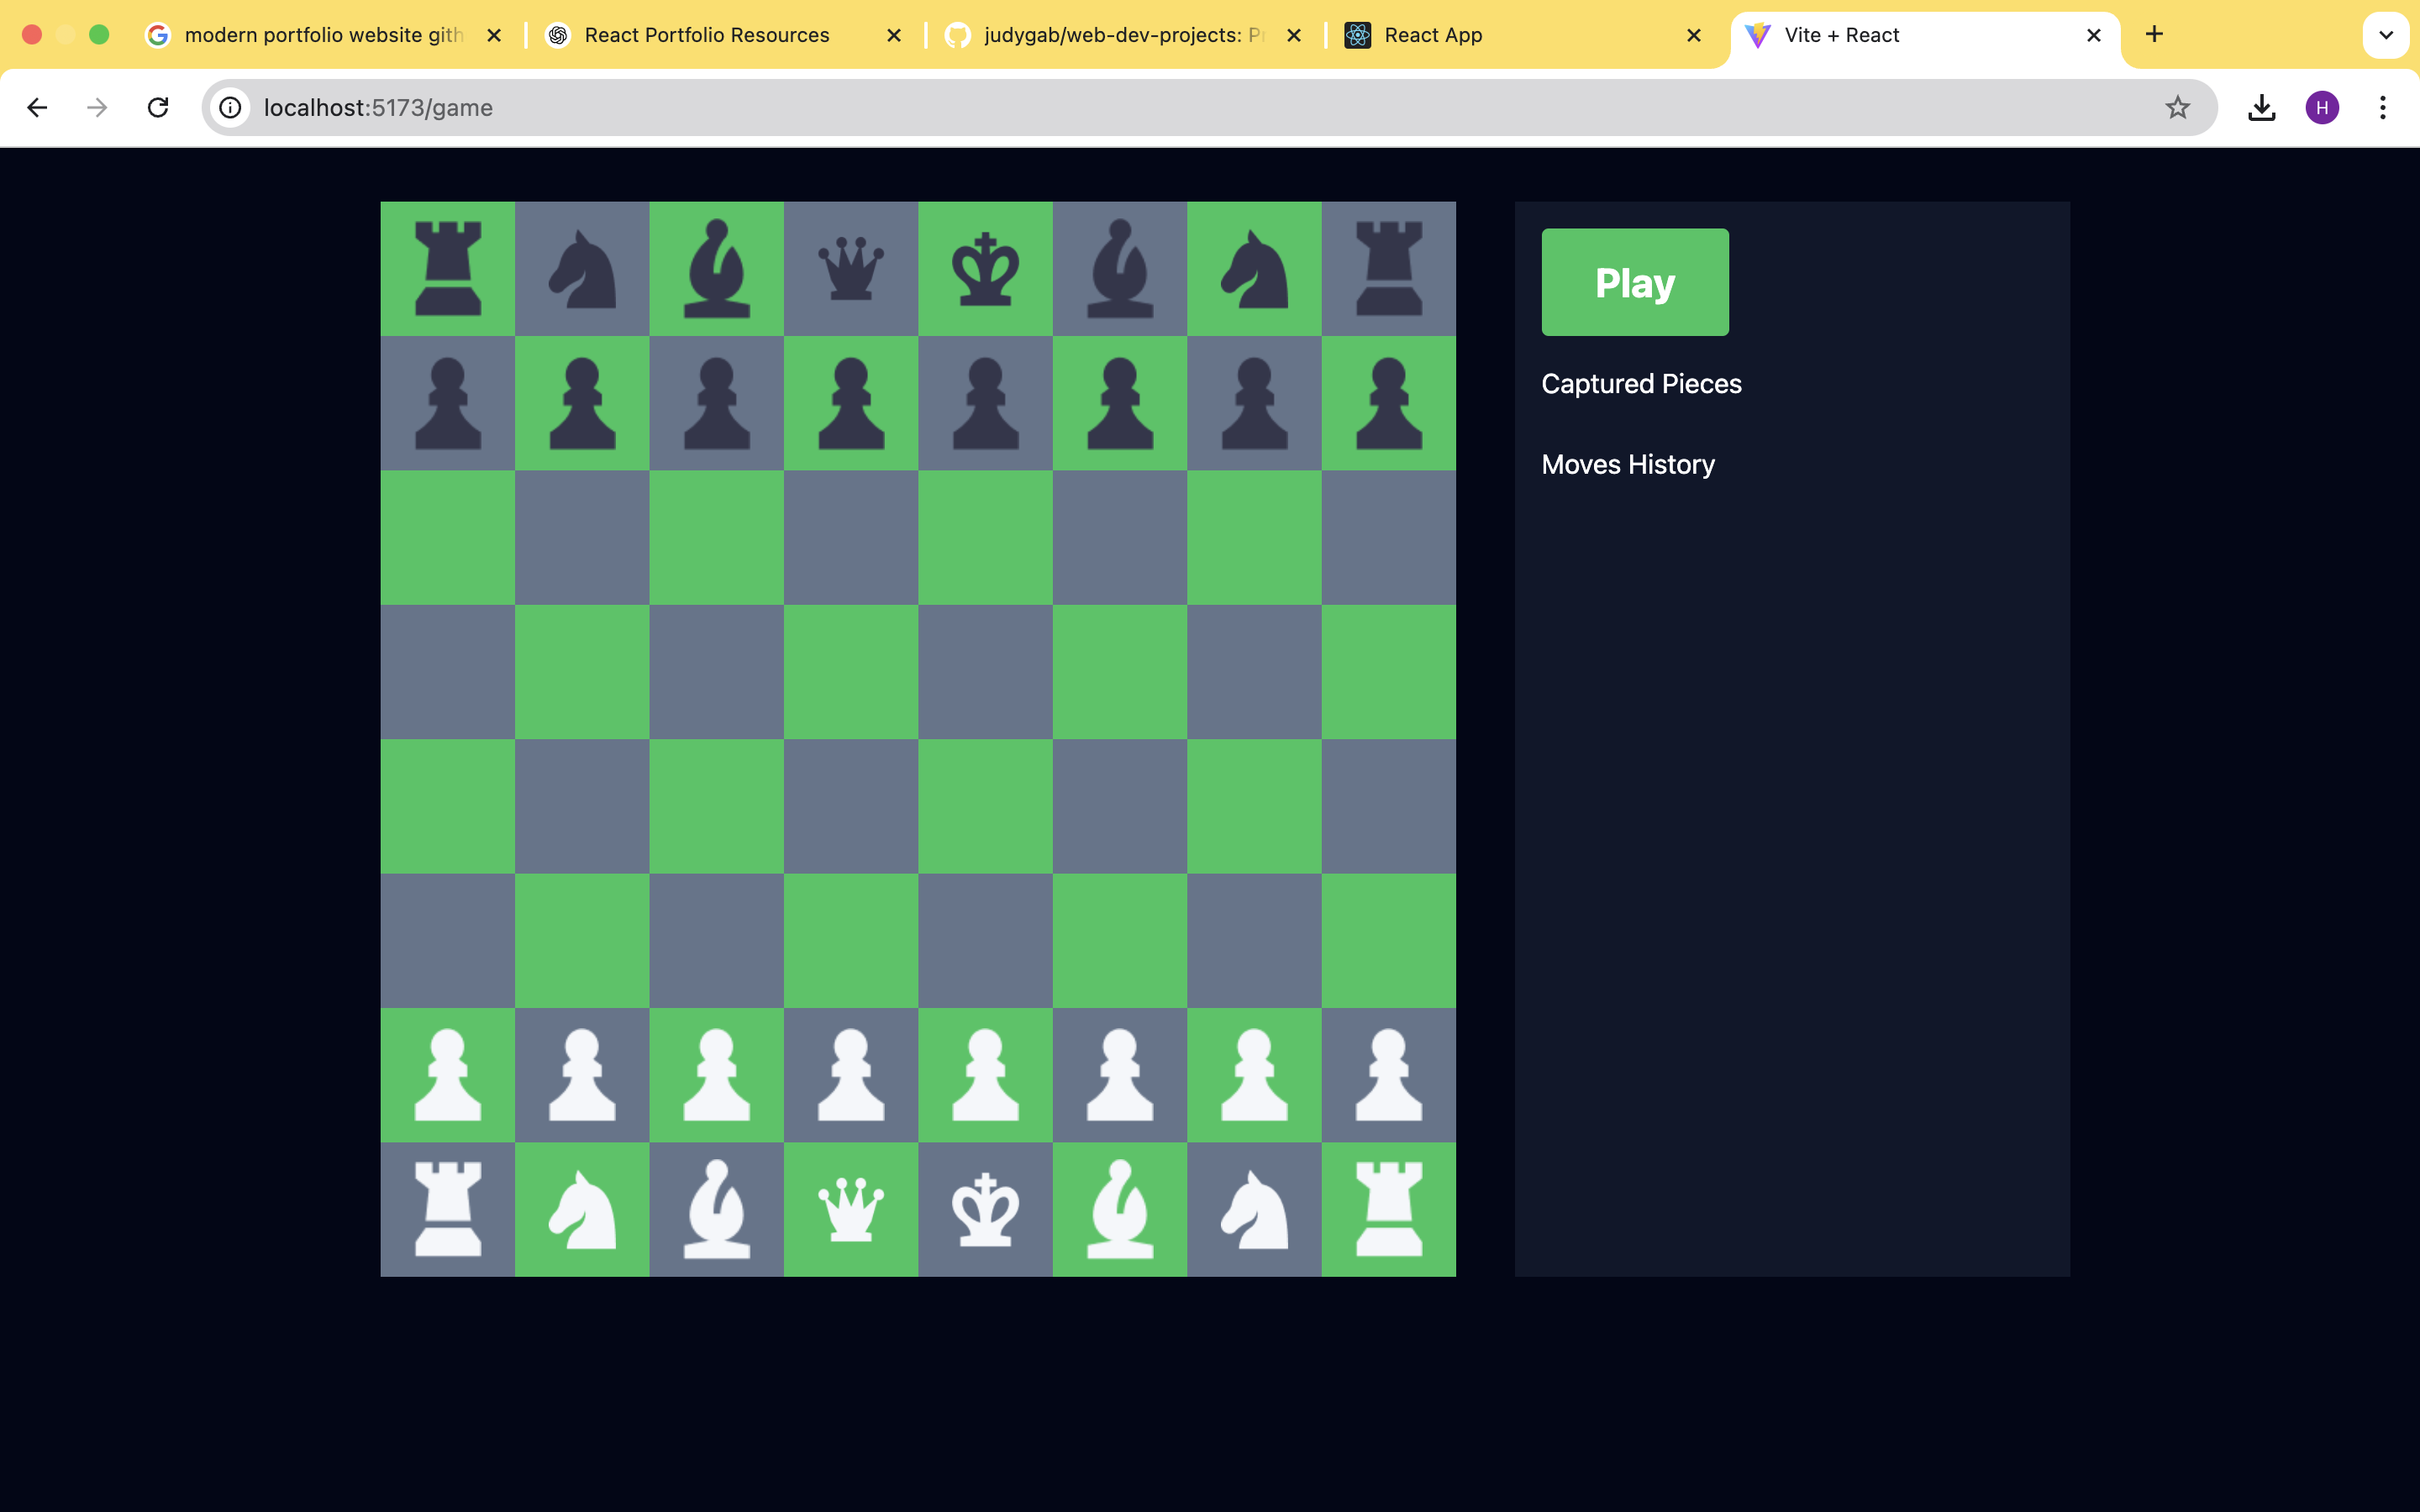 modern portfolio website gith
React Portfolio Resources
judygab/web-dev-projects: P
React App
Vite + React
localhost:5173/game
H
Play
Captured Pieces
Moves History